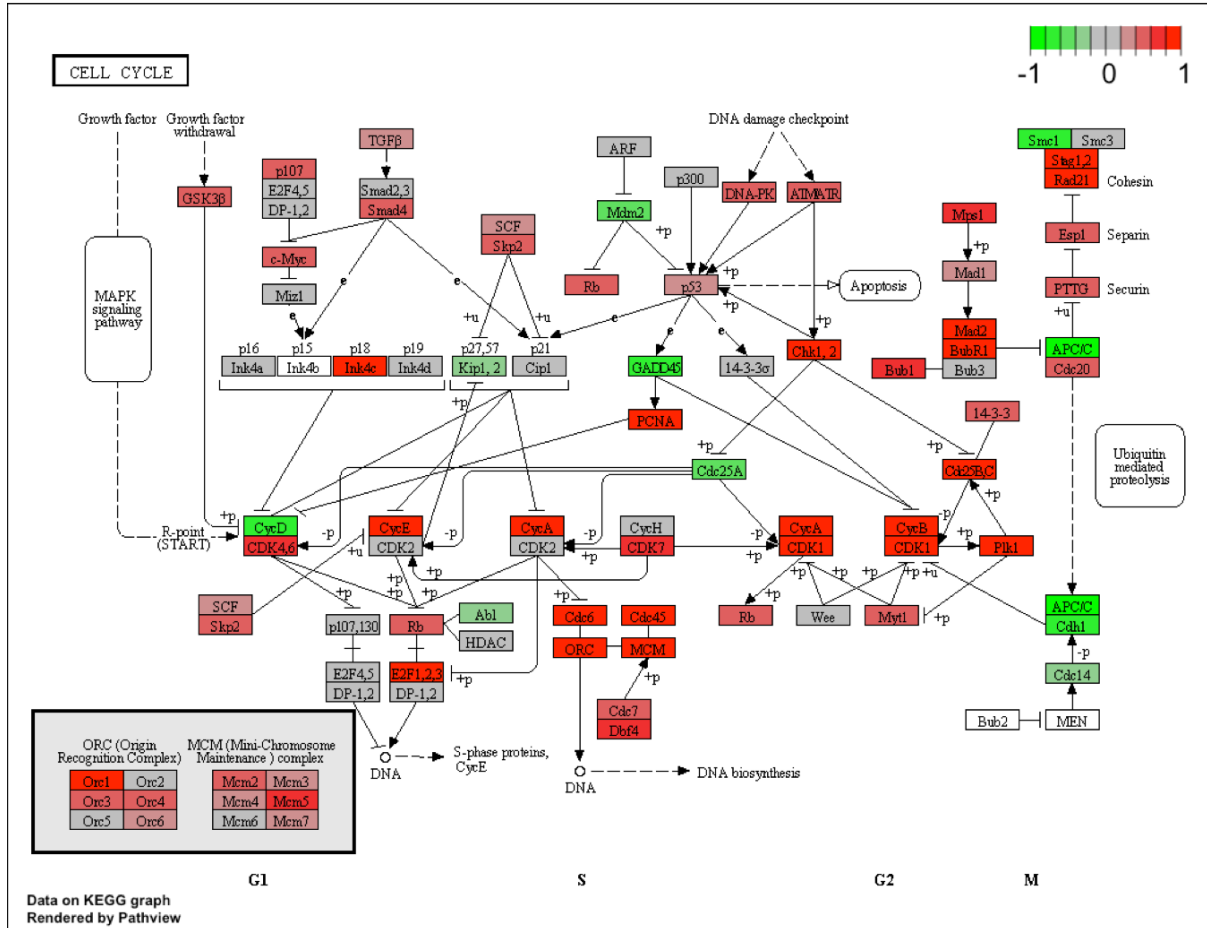 -1 0 1
CELL CYCLE
Growth factor
Growth factor
withdrawal
TGFβ
DNA damage checkpoint
ARF
Smc1 Smc3
p107
Stag1,2
E2F4,5
Smad2,3
p300
Rad21
Cohesin
GSK3β
DP-1,2
Smad4
DNA-PK
ATM/ATR
Mdm2
Mps1
SCF
+p
Esp1
Separin
c-Myc
Skp2
+p
Mad1
MAPK
signaling
pathway
Miz1
e
e
Rb
p53
+p
Apoptosis
PTTG
Securin
+p
e
+u
+u
e
e
e
+p
Mad2
+u
p16 p15 p18 p19
p27,57 p21
Chk1, 2
BubR1
APC/C
Ink4a Ink4b Ink4c Ink4d
Kip1, 2 Cip1
GADD45
14-3-3σ
Bub1
Bub3
Cdc20
+p
PCNA
14-3-3
+p
+p
Cdc25A
Cdc25B,C
Ubiquitin
mediated
proteolysis
R-point
(START)
+p
CycD
-p
CycE
-p
CycA
-p
CycH
-p
CycA
CycB
-p
+p
CDK4,6
CDK2
CDK2
+p
CDK7
CDK1
CDK1
+p
Plk1
+u
+p
+p
+p
+p
+p
+p
+p
+p
+u
SCF
Skp2
p107,130
Rb
Abl
HDAC
Cdc6
Cdc45
Rb
Wee
Myt1
+p
APC/C
Cdh1
ORC
MCM
-p
E2F4,5
DP-1,2
E2F1,2,3
DP-1,2
+p
+p
Cdc14
Cdc7
Dbf4
Bub2
MEN
ORC (Origin
Recognition Complex)
MCM (Mini-Chromosome
Maintenance ) complex
Orc1 Orc2 Mcm2 Mcm3
Orc3 Orc4 Mcm4 Mcm5
Orc5 Orc6 Mcm6 Mcm7
DNA
S-phase proteins,
CycE
DNA
DNA biosynthesis
G1 S G2 M
Data on KEGG graph
Rendered by Pathview